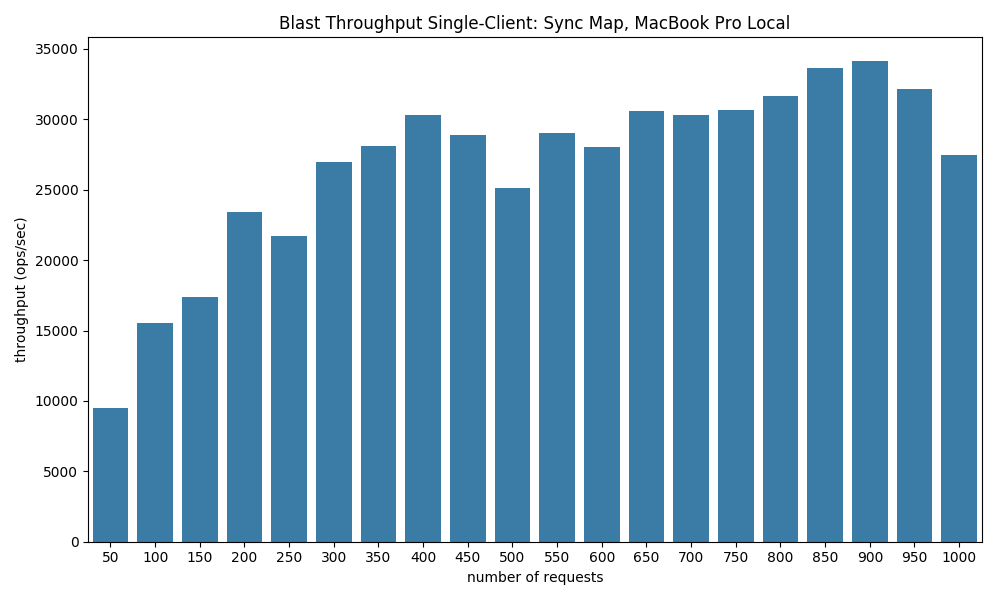 Blast Throughput Single-Client: Sync Map, MacBook Pro Local
throughput (ops/sec)
35000
30000
25000
20000
15000
10000
5000
0
50 100 150 200 250 300 350 400 450 500 550 600 650 700 750 800 850 900 950 1000
number of requests